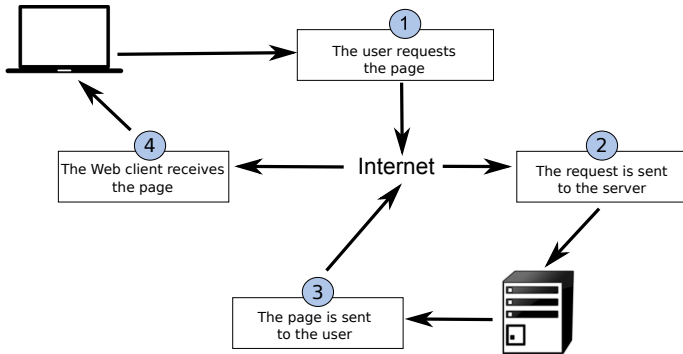 1
The user requests
the page
4
The Web client receives
the page
Internet
2
The request is sent
to the server
3
The page is sent
to the user